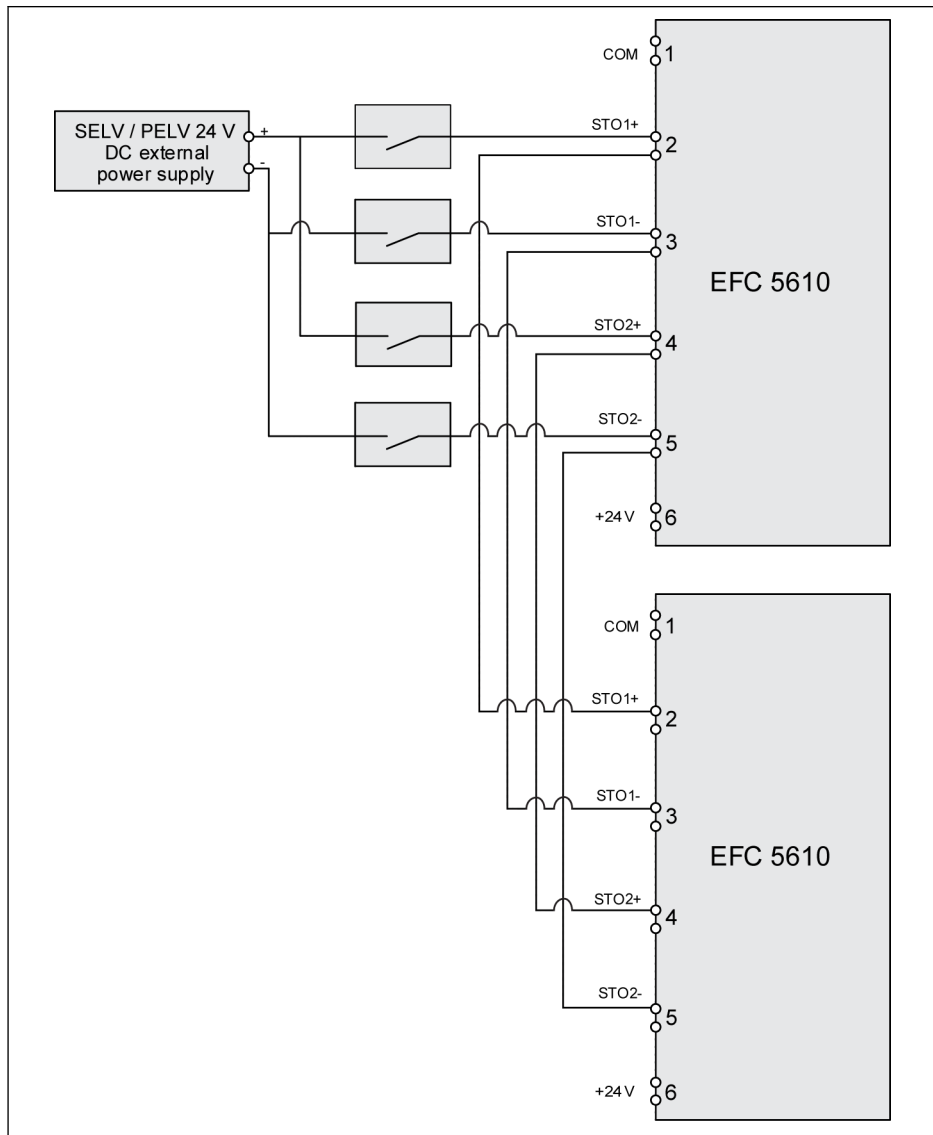 COM
1
SELV / PELV 24 V
DC external
power supply
+
-
STO1+
2
STO1-
3
EFC 5610
STO2+
4
STO2-
5
+24 V
6
COM
1
STO1+
2
STO1-
3
EFC 5610
STO2+
4
STO2-
5
+24 V
6